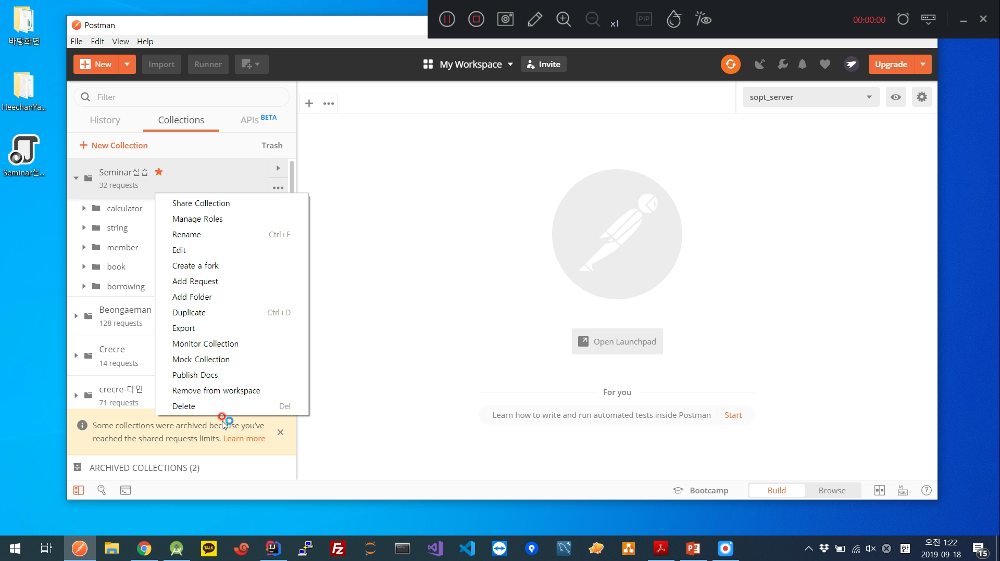 바탕화면
HeechanYa...
Seminar실...
Postman
File Edit View Help
x1
PIP
00:00:00
New
Import
Runner
My Workspace
Invite
Upgrade
Filter
History
Collections
APIs BETA
+ New Collection
Trash
Seminar실습
32 requests
calculator
string
member
book
borrowing
Beongaeman
128 requests
Crecre
14 requests
crecre-다연
71 requests
Share Collection
Manage Roles
Rename Ctrl+E
Edit
Create a fork
Add Request
Add Folder
Duplicate Ctrl+D
Export
Monitor Collection
Mock Collection
Publish Docs
Remove from workspace
Delete Del
Some collections were archived because you've
reached the shared requests limits. Learn more
ARCHIVED COLLECTIONS (2)
sopt_server
Open Launchpad
For you
Learn how to write and run automated tests inside Postman
Start
Bootcamp
Build
Browse
TALK
IJ
FZ
한
오전 1:22
2019-09-18
15